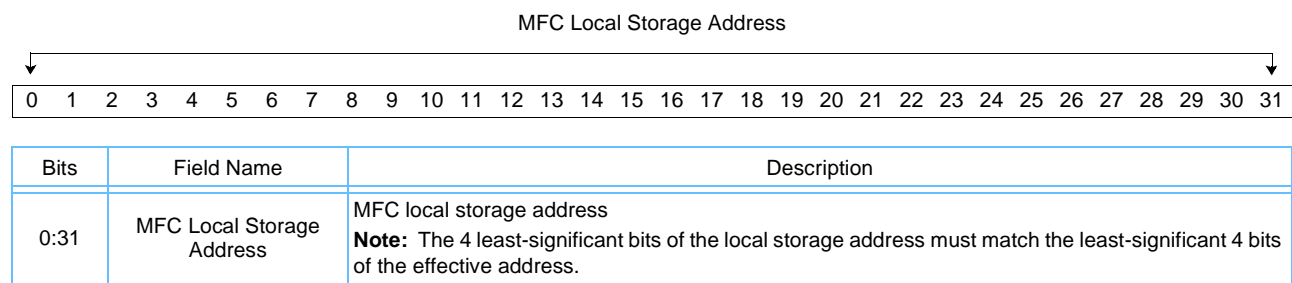 MFC Local Storage Address
0 1 2 3 4 5 6 7 8 9 10 11 12 13 14 15 16 17 18 19 20 21 22 23 24 25 26 27 28 29 30 31
Bits Field Name Description
0:31
MFC Local Storage
Address
MFC local storage address
Note: The 4 least-significant bits of the local storage address must match the least-significant 4 bits
of the effective address.